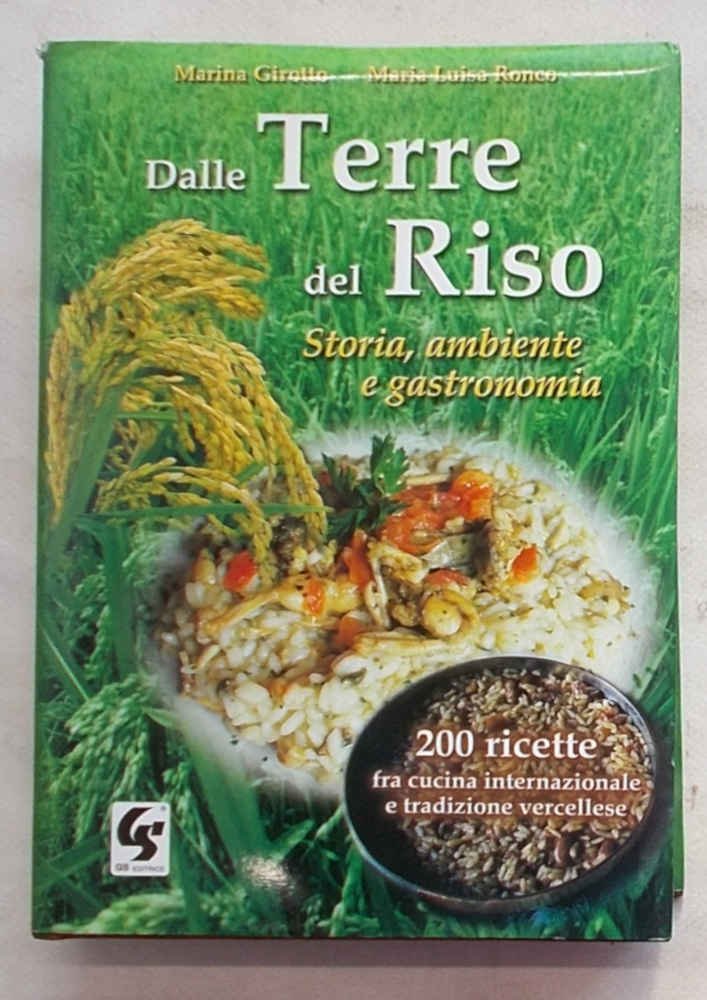 Marina Girotto Maria Luisa Ronco
Dalle Terre
del Riso
Storia, ambiente
e gastronomia
200 ricette
fra cucina internazionale
e tradizione vercellese
GS EDITRICE